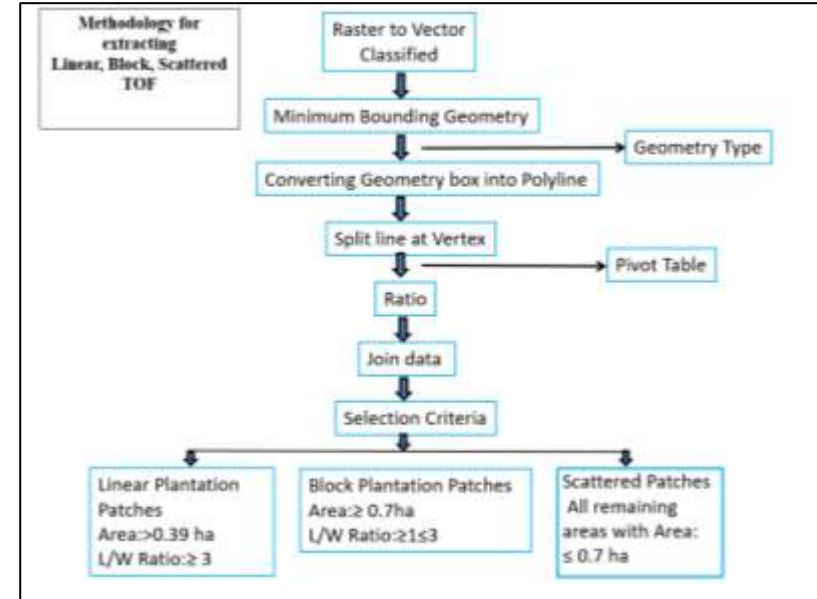 Methodology for
extracting
Linear, Block, Scattered
TOF
Raster to Vector
Classified
Minimum Bounding Geometry
Geometry Type
Converting Geometry box into Polyline
Split line at Vertex
Pivot Table
Ratio
Join data
Selection Criteria
Linear Plantation
Patches
Area:>0.39 ha
L/W Ratio:≥ 3
Block Plantation Patches
Area:≥ 0.7ha
L/W Ratio:≥1≤3
Scattered Patches
All remaining
areas with Area:
≤ 0.7 ha